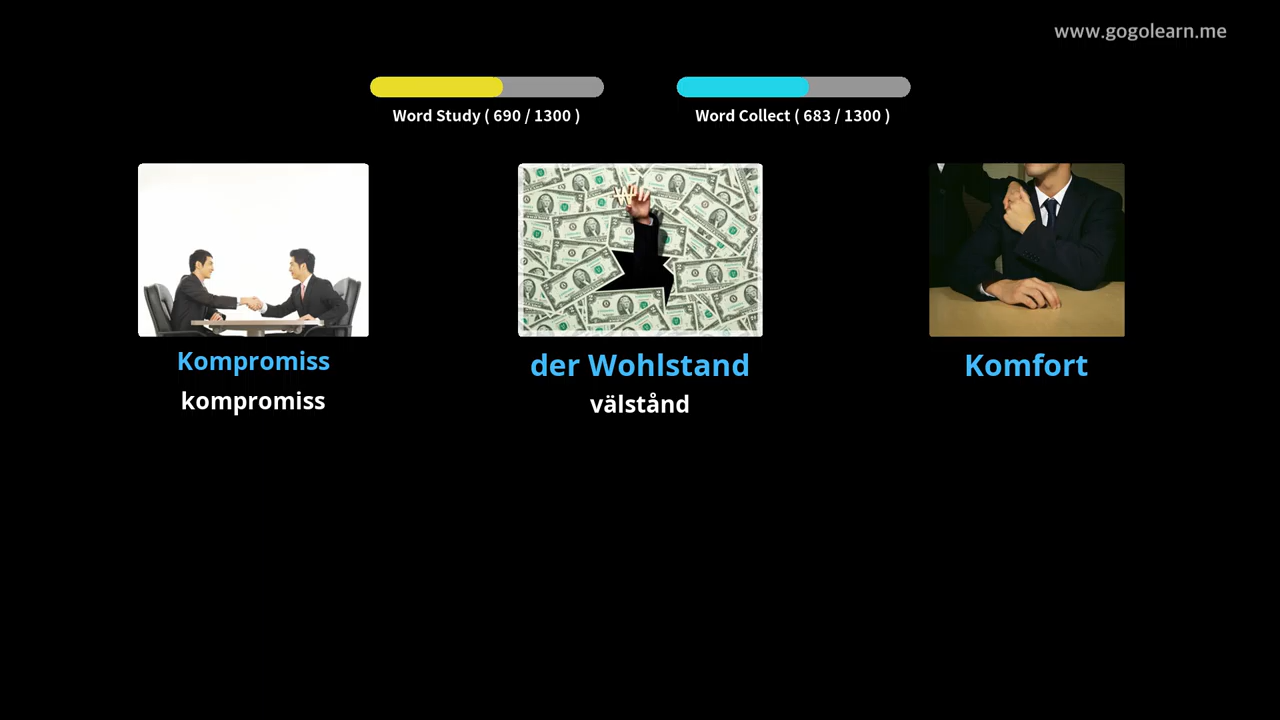 www.gogolearn.me
Word Study ( 690 / 1300 )
Word Collect ( 683 / 1300 )
Kompromiss
kompromiss
der Wohlstand
välstånd
Komfort